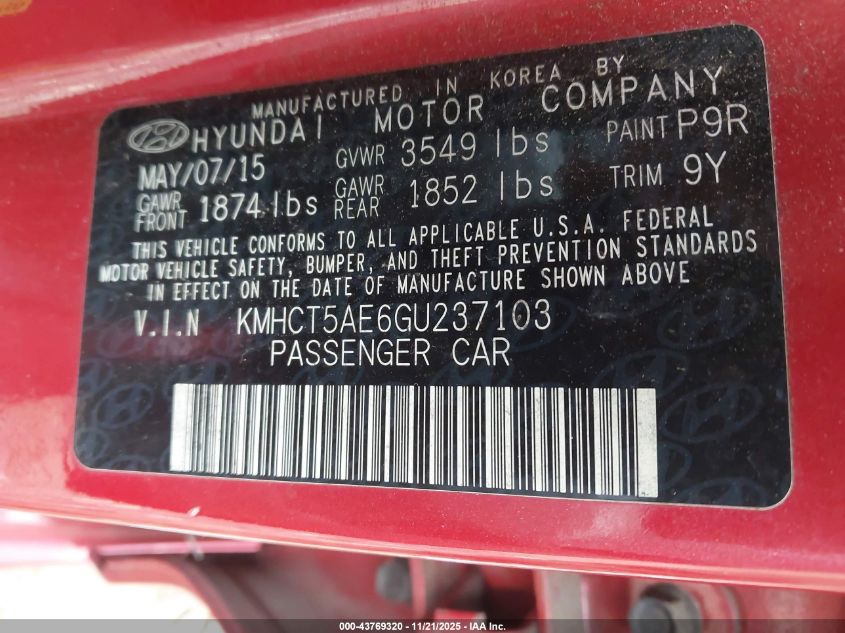 MANUFACTURED IN KOREA BY
HYUNDAI MOTOR COMPANY
MAY/07/15 GVWR 3549 lbs PAINT P9R
GAWR FRONT 1874 lbs GAWR REAR 1852 lbs TRIM 9Y
THIS VEHICLE CONFORMS TO ALL APPLICABLE U.S.A. FEDERAL
MOTOR VEHICLE SAFETY, BUMPER, AND THEFT PREVENTION STANDARDS
IN EFFECT ON THE DATE OF MANUFACTURE SHOWN ABOVE
V.I.N KMHCT5AE6GU237103
PASSENGER CAR
000-43769320 - 11/21/2025 - IAA Inc.